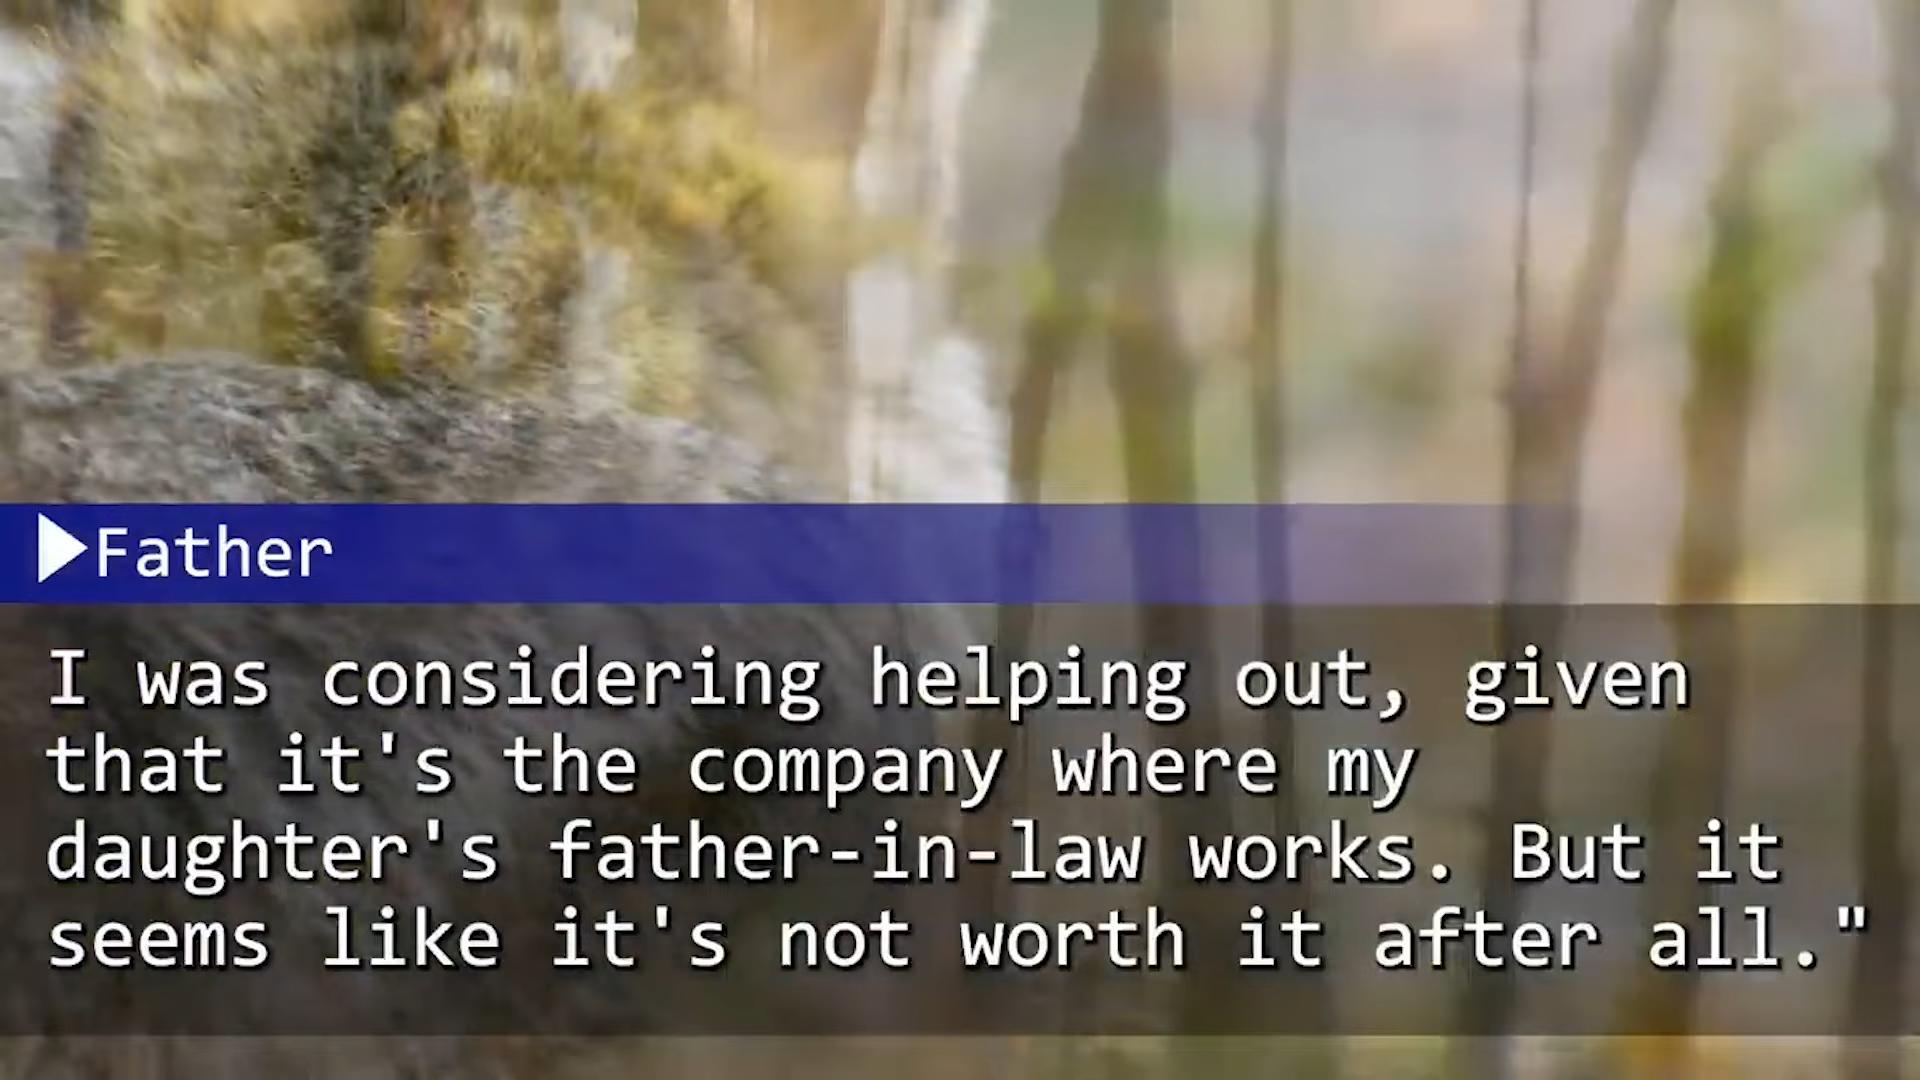 ▶Father
I was considering helping out, given
that it's the company where my
daughter's father-in-law works. But it
seems like it's not worth it after all."